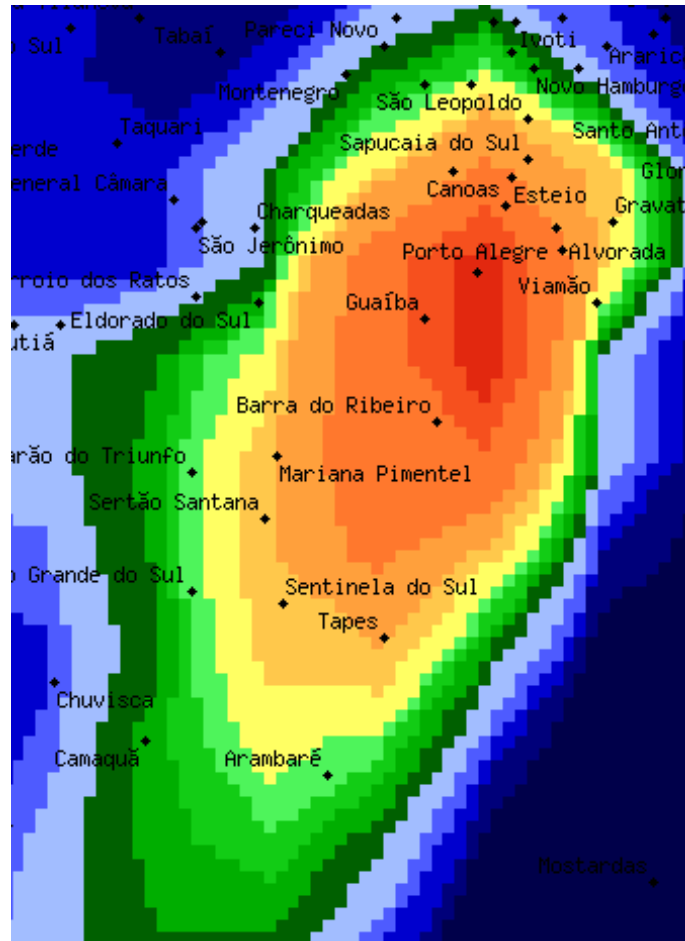 Tabaí
Pareci Novo
Ivoti
Sul
Araric
Montenegro
Novo Hamburg
São Leopoldo
Taquari
Santo Ant
Sapucaia do Sul
erde
Glor
eneral Câmara
Canoas
Esteio
Charqueadas
Gravat
São Jerônimo
Porto Alegre
Alvorada
rroio dos Ratos
Viamão
Guaíba
Eldorado do Sul
utiá
Barra do Ribeiro
arão do Triunfo
Mariana Pimentel
Sertão Santana
o Grande do Sul
Sentinela do Sul
Tapes
Chuvisca
Camaquã
Arambaré
Mostardas